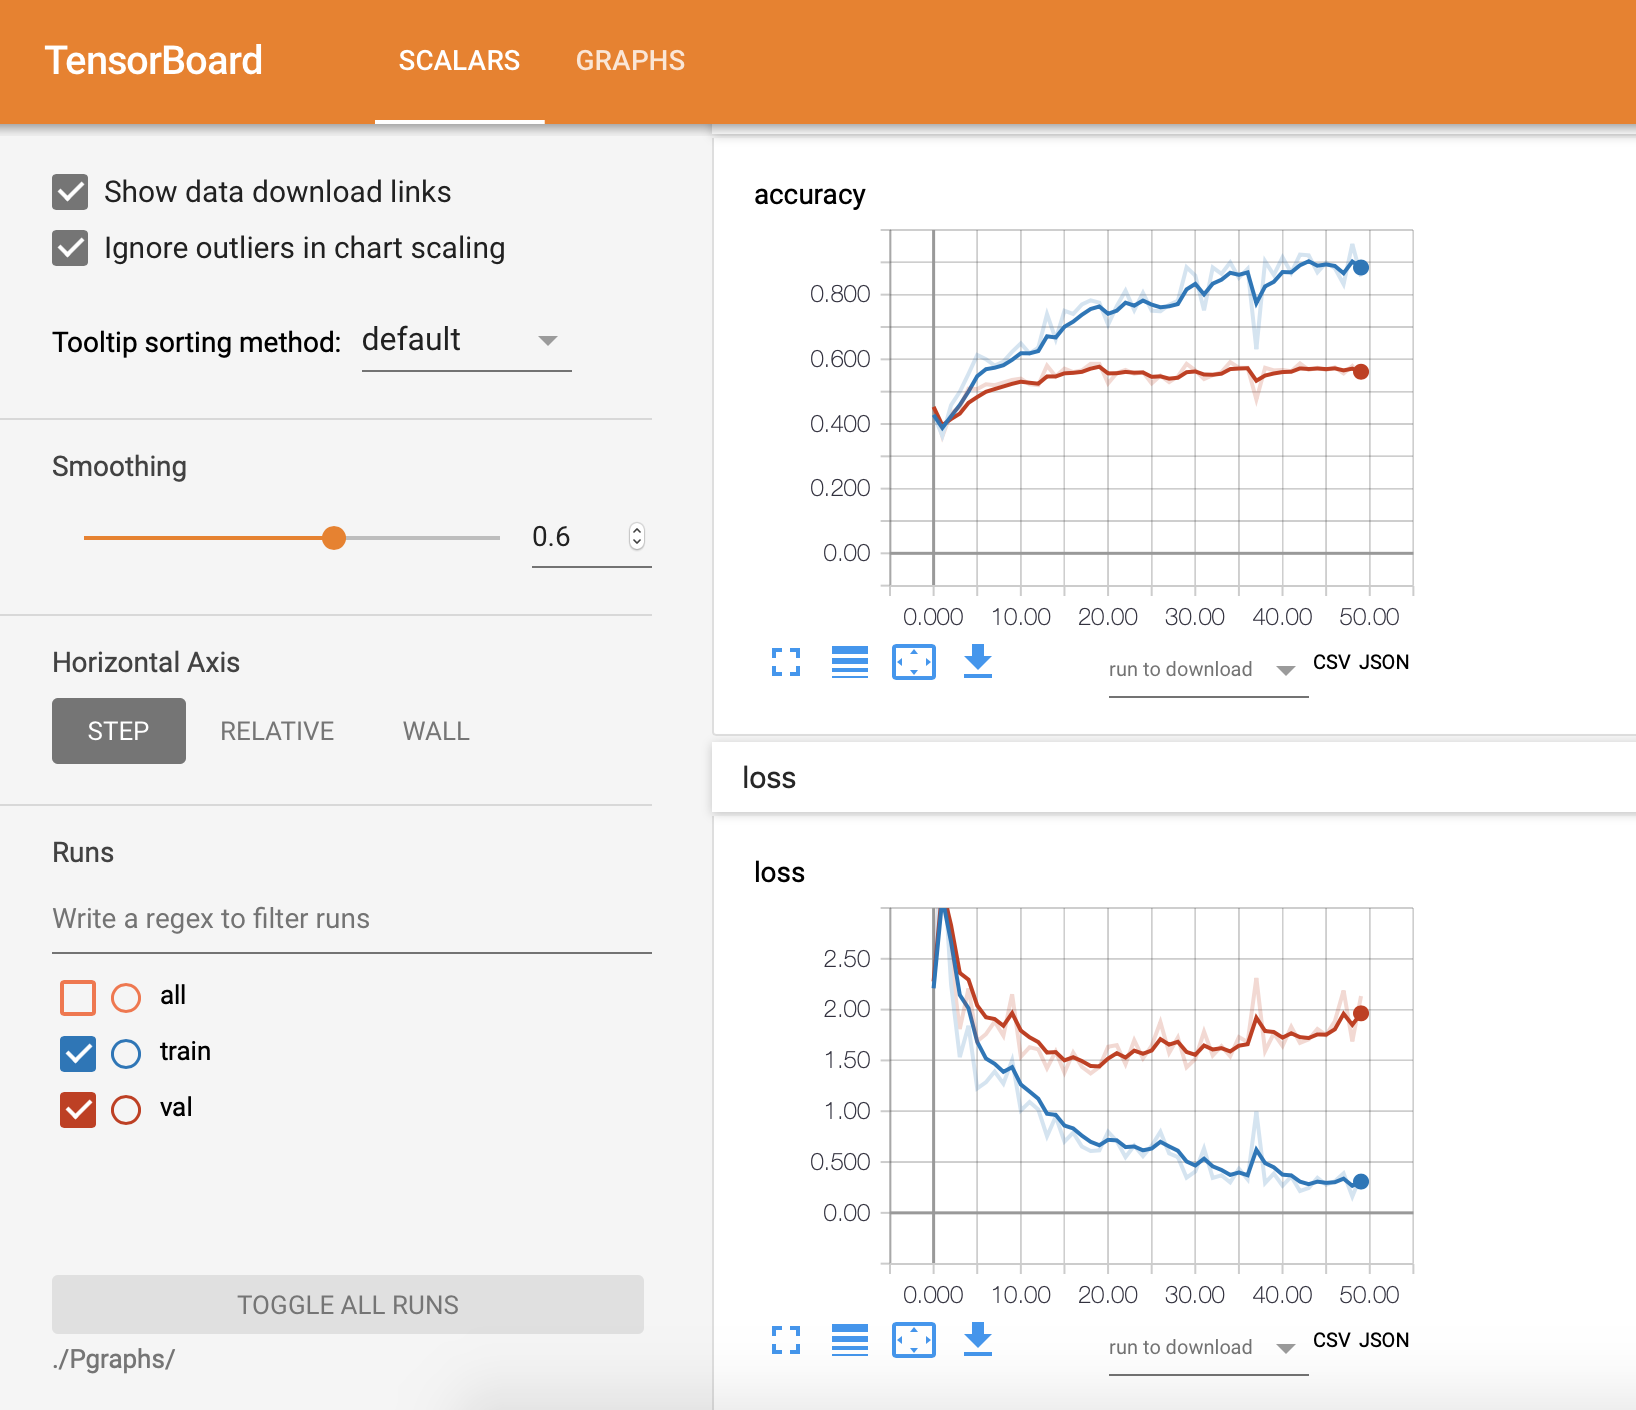 TensorBoard SCALARS GRAPHS
Show data download links
Ignore outliers in chart scaling
Tooltip sorting method: default
Smoothing
0.6
Horizontal Axis
STEP RELATIVE WALL
Runs
Write a regex to filter runs
all
train
val
TOGGLE ALL RUNS
./Pgraphs/
accuracy
0.800
0.600
0.400
0.200
0.00
0.000 10.00 20.00 30.00 40.00 50.00
run to download CSV JSON
loss
loss
2.50
2.00
1.50
1.00
0.500
0.00
0.000 10.00 20.00 30.00 40.00 50.00
run to download CSV JSON